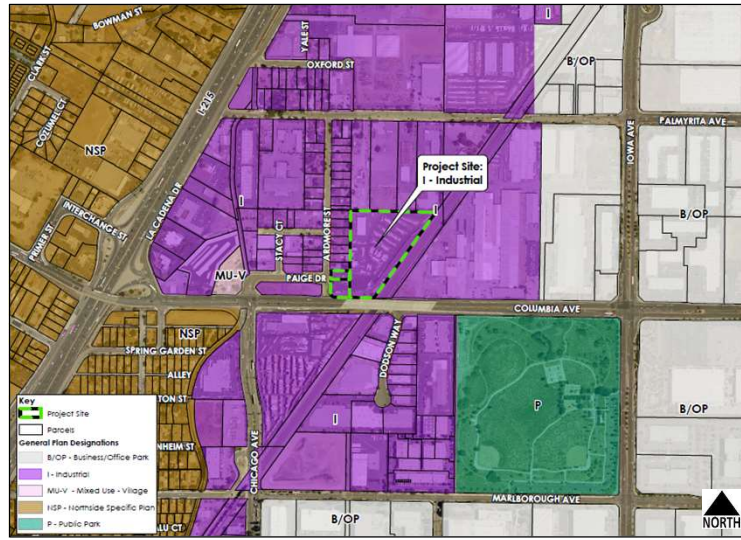 BOWMAN ST
CLARK ST
COZUMEL CT
NSP
INTERCHANGE ST
PRIMER ST
LA CADENA DR
I-215
YALE ST
I
OXFORD ST
B/OP
PALMYRITA AVE
IOWA AVE
Project Site:
I - Industrial
I
I
STACY CT
ARDMORE ST
B/OP
MU-V
PAIGE DR
COLUMBIA AVE
NSP
SPRING GARDEN ST
ALLEY
DODSON WAY
P
I
B/OP
CHICAGO AVE
MARLBOROUGH AVE
B/OP
Key
Project Site
Parcels
General Plan Designations
B/OP - Business/Office Park
I - Industrial
MU-V - Mixed Use - Village
NSP - Northside Specific Plan
P - Public Park
NORTH